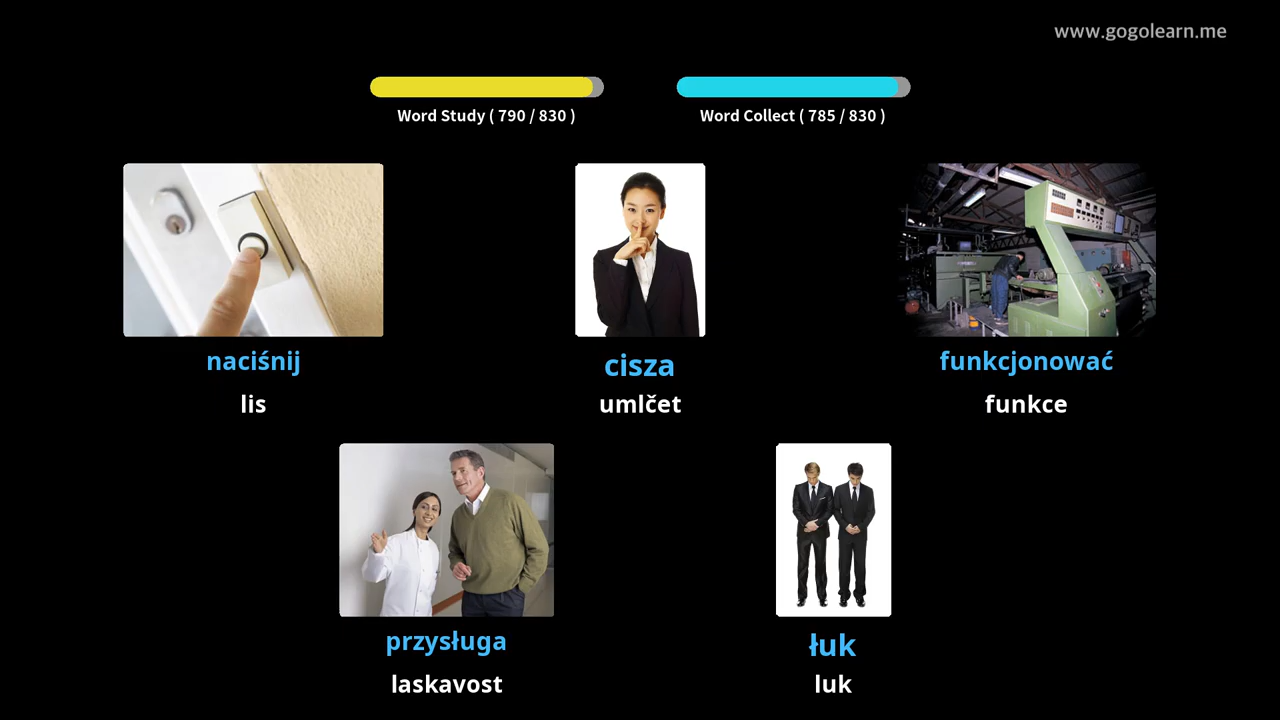 www.gogolearn.me
Word Study ( 790 / 830 )
Word Collect ( 785 / 830 )
naciśnij
lis
cisza
umlčet
funkcjonować
funkce
przysługa
laskavost
łuk
luk